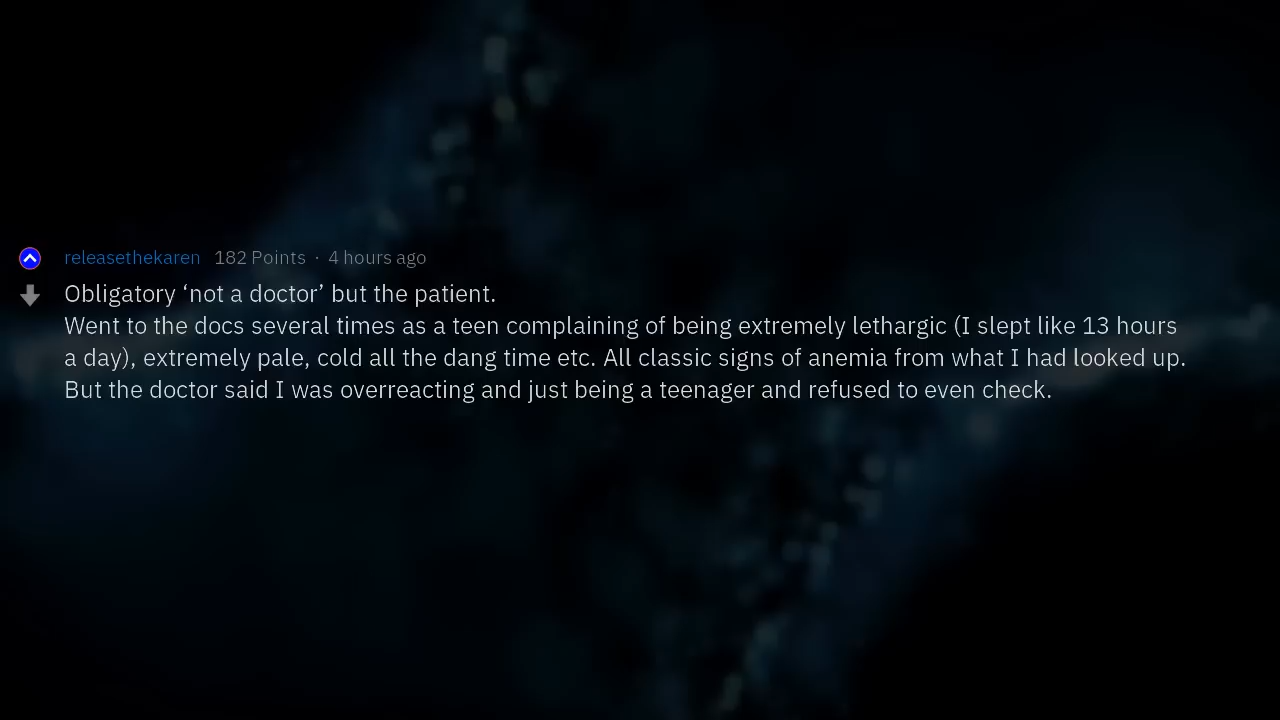 releasethekaren 182 Points · 4 hours ago
Obligatory ‘not a doctor’ but the patient.
Went to the docs several times as a teen complaining of being extremely lethargic (I slept like 13 hours
a day), extremely pale, cold all the dang time etc. All classic signs of anemia from what I had looked up.
But the doctor said I was overreacting and just being a teenager and refused to even check.